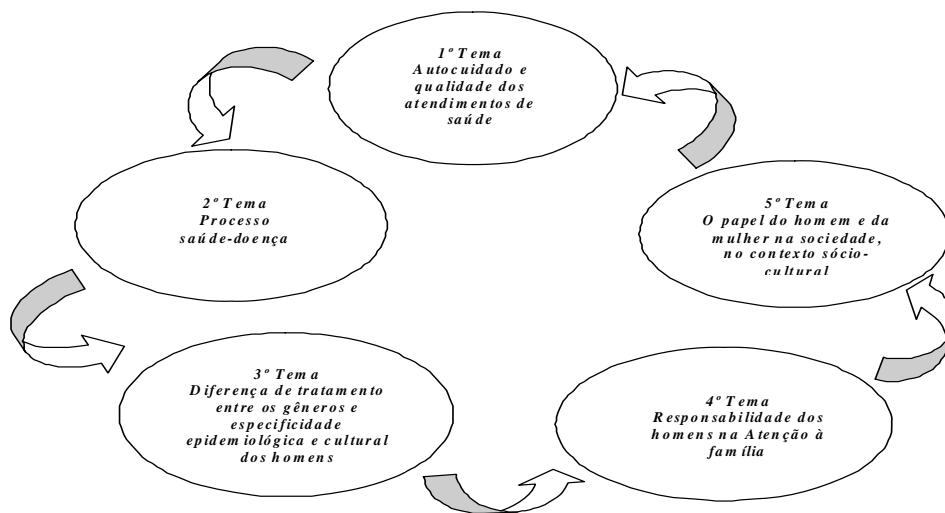 1º Tema
Autocuidado e
qualidade dos
atendimentos de
saúde
2º Tema
Processo
saúde-doença
3º Tema
Diferença de tratamento
entre os gêneros e
especificidade
epidemiológica e cultural
dos homens
4º Tema
Responsabilidade dos
homens na Atenção à
família
5º Tema
O papel do homem e da
mulher na sociedade,
no contexto sócio-
cultural